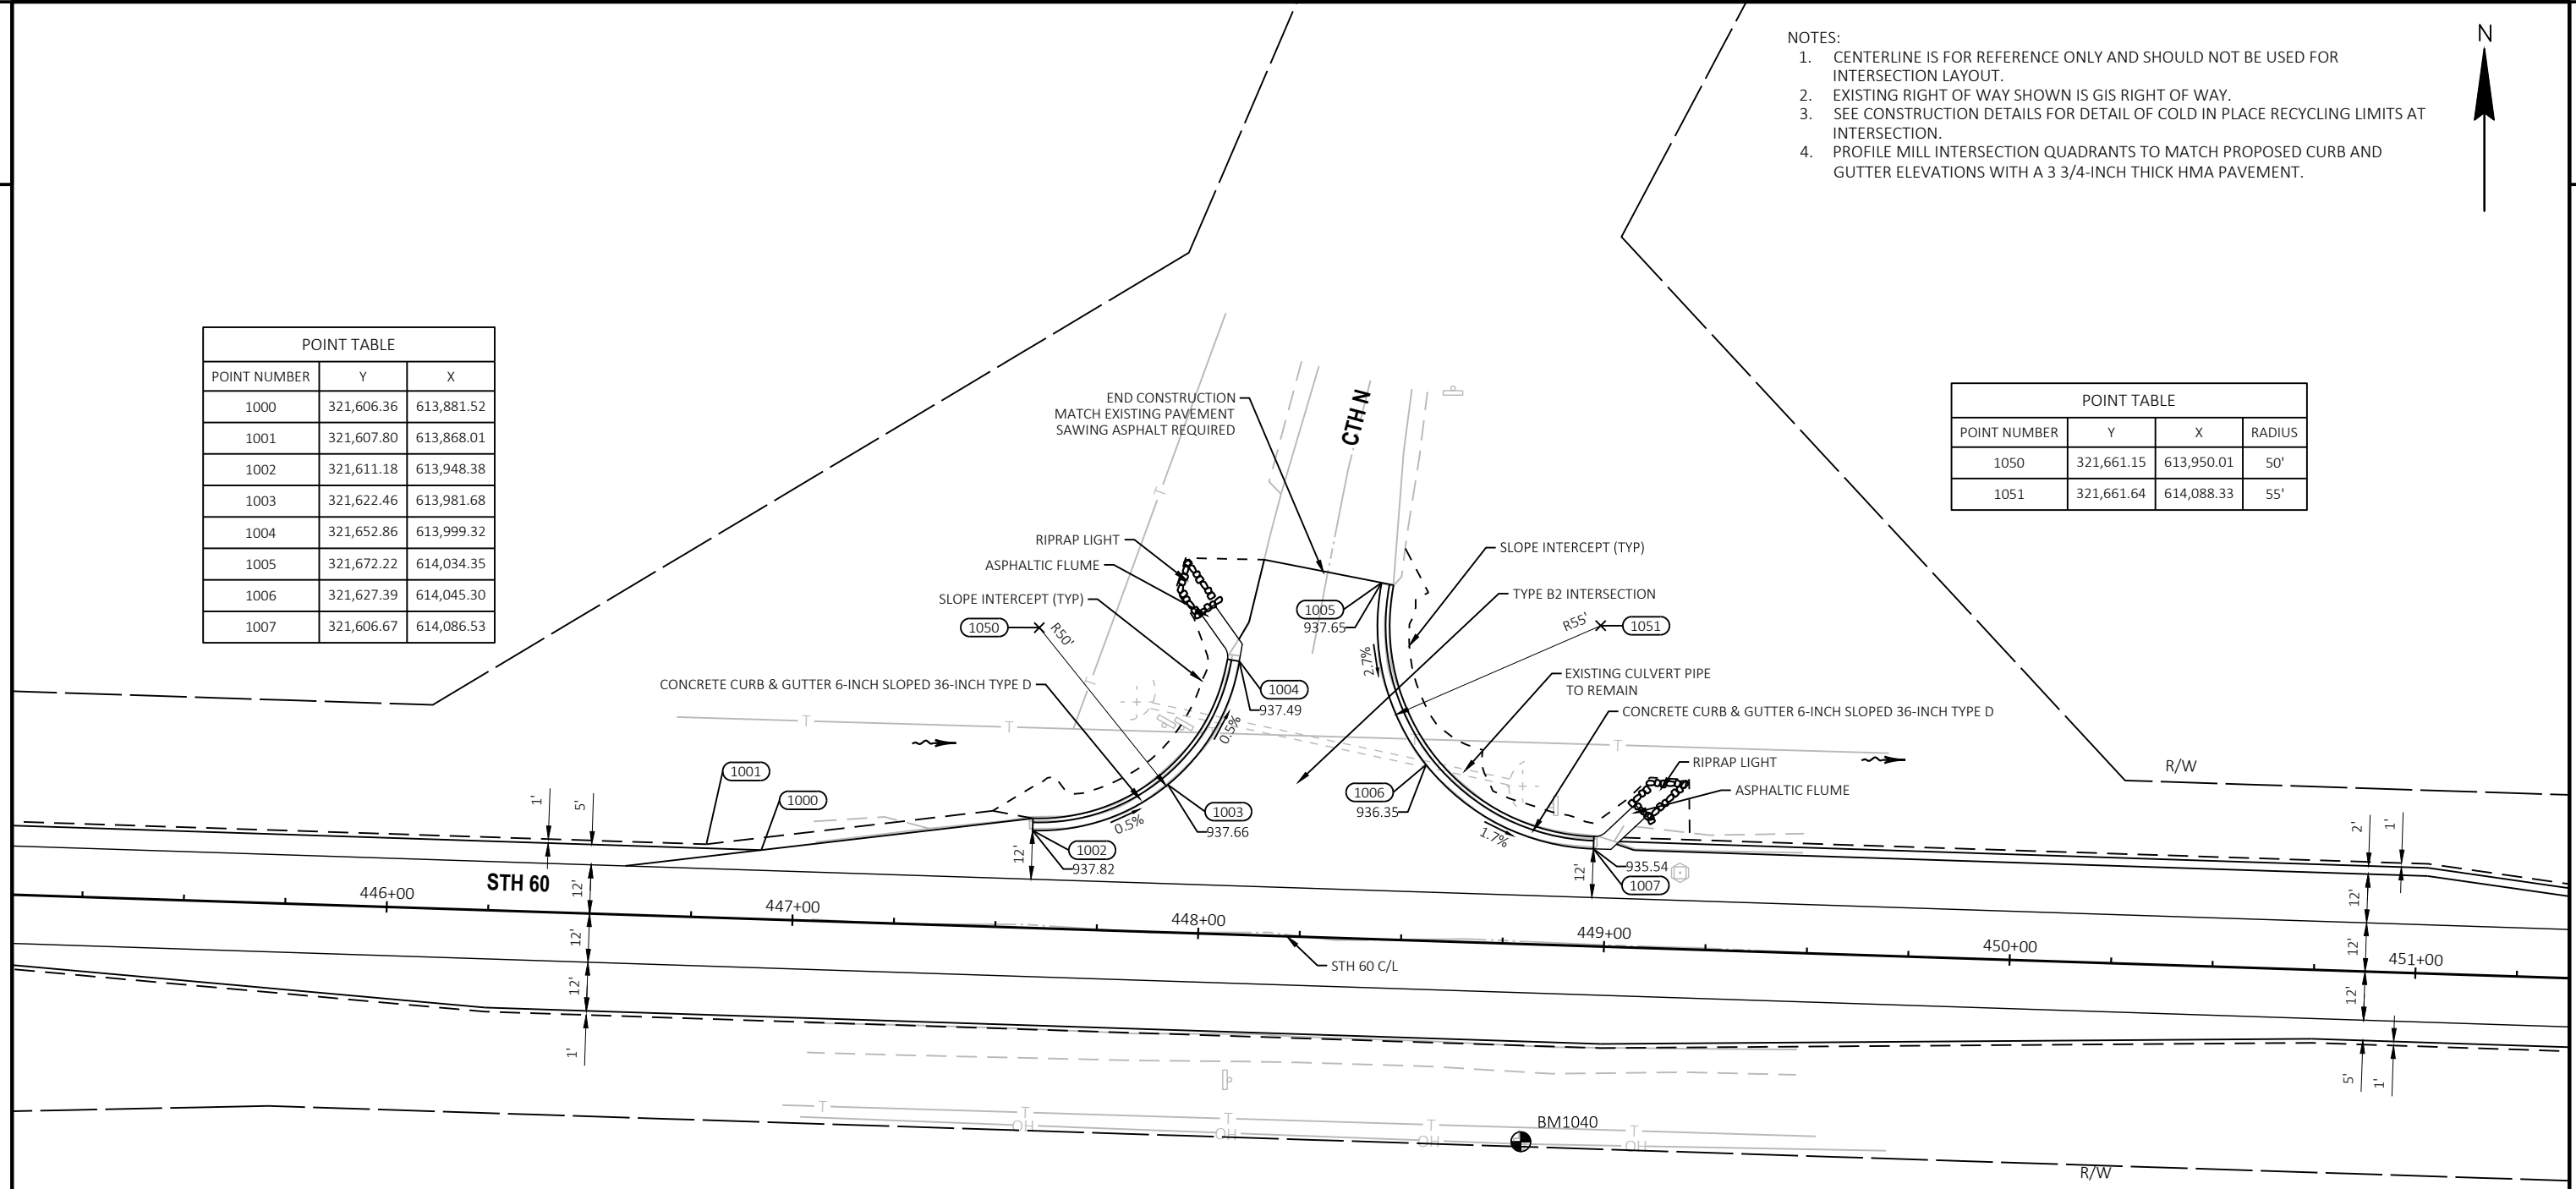 NOTES:
1. CENTERLINE IS FOR REFERENCE ONLY AND SHOULD NOT BE USED FOR
INTERSECTION LAYOUT.
2. EXISTING RIGHT OF WAY SHOWN IS GIS RIGHT OF WAY.
3. SEE CONSTRUCTION DETAILS FOR DETAIL OF COLD IN PLACE RECYCLING LIMITS AT
INTERSECTION.
4. PROFILE MILL INTERSECTION QUADRANTS TO MATCH PROPOSED CURB AND
GUTTER ELEVATIONS WITH A 3 3/4-INCH THICK HMA PAVEMENT.
N
POINT TABLE
POINT NUMBER Y X
1000 321,606.36 613,881.52
1001 321,607.80 613,868.01
1002 321,611.18 613,948.38
1003 321,622.46 613,981.68
1004 321,652.86 613,999.32
1005 321,672.22 614,034.35
1006 321,627.39 614,045.30
1007 321,606.67 614,086.53
POINT TABLE
POINT NUMBER Y X RADIUS
1050 321,661.15 613,950.01 50'
1051 321,661.64 614,088.33 55'
END CONSTRUCTION
MATCH EXISTING PAVEMENT
SAWING ASPHALT REQUIRED
CTH N
T
RIPRAP LIGHT
ASPHALTIC FLUME
SLOPE INTERCEPT (TYP)
1050
R50'
CONCRETE CURB & GUTTER 6-INCH SLOPED 36-INCH TYPE D
T
SLOPE INTERCEPT (TYP)
TYPE B2 INTERSECTION
1005
937.65
R55'
1051
2.7%
EXISTING CULVERT PIPE
TO REMAIN
CONCRETE CURB & GUTTER 6-INCH SLOPED 36-INCH TYPE D
1004
937.49
0.5%
T
T
T
RIPRAP LIGHT
ASPHALTIC FLUME
R/W
1001
1000
1003
937.66
0.5%
1006
936.35
1.7%
1002
937.82
935.54
1007
1'
5'
12'
12'
2'
1'
STH 60
446+00
447+00
448+00
449+00
450+00
451+00
12'
12'
12'
1'
12'
12'
12'
5'
1'
STH 60 C/L
T
T
T
T
T
OH
OH
OH
OH
BM1040
R/W